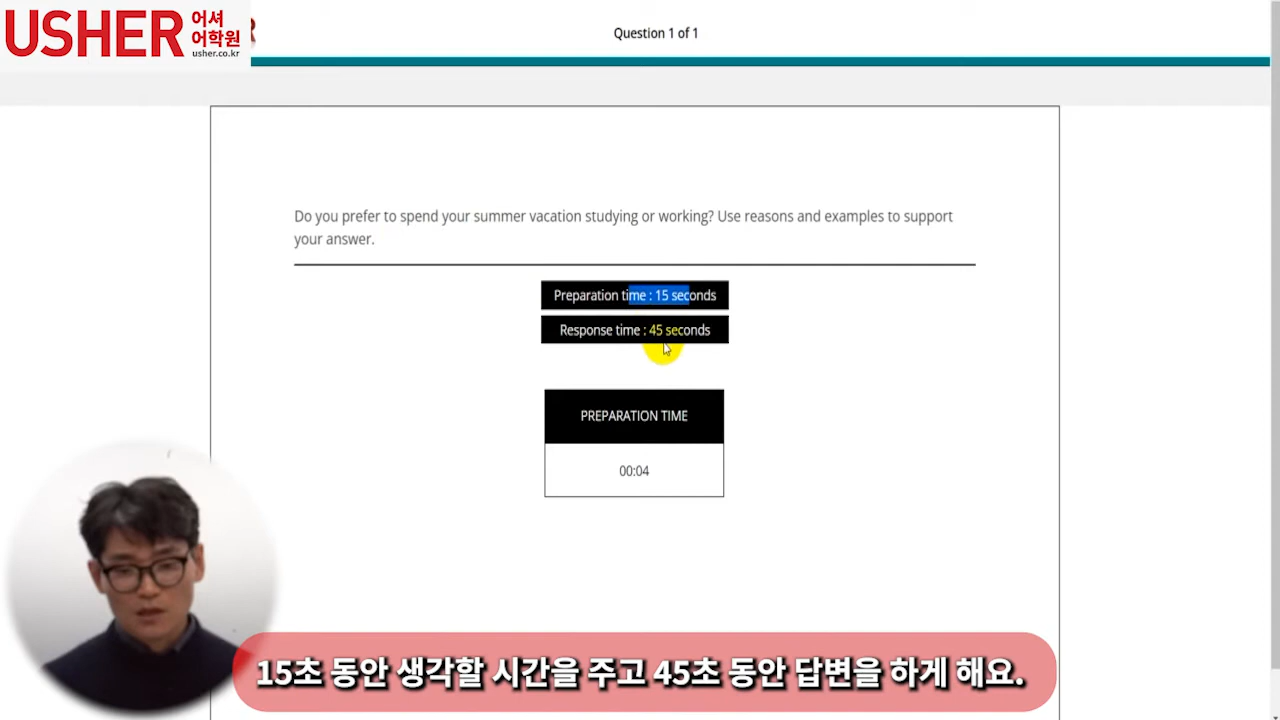 USHER 어셔
어학원
usher.co.kr
Question 1 of 1
Do you prefer to spend your summer vacation studying or working? Use reasons and examples to support
your answer.
Preparation time : 15 seconds
Response time : 45 seconds
PREPARATION TIME
00:04
15초 동안 생각할 시간을 주고 45초 동안 답변을 하게 해요.